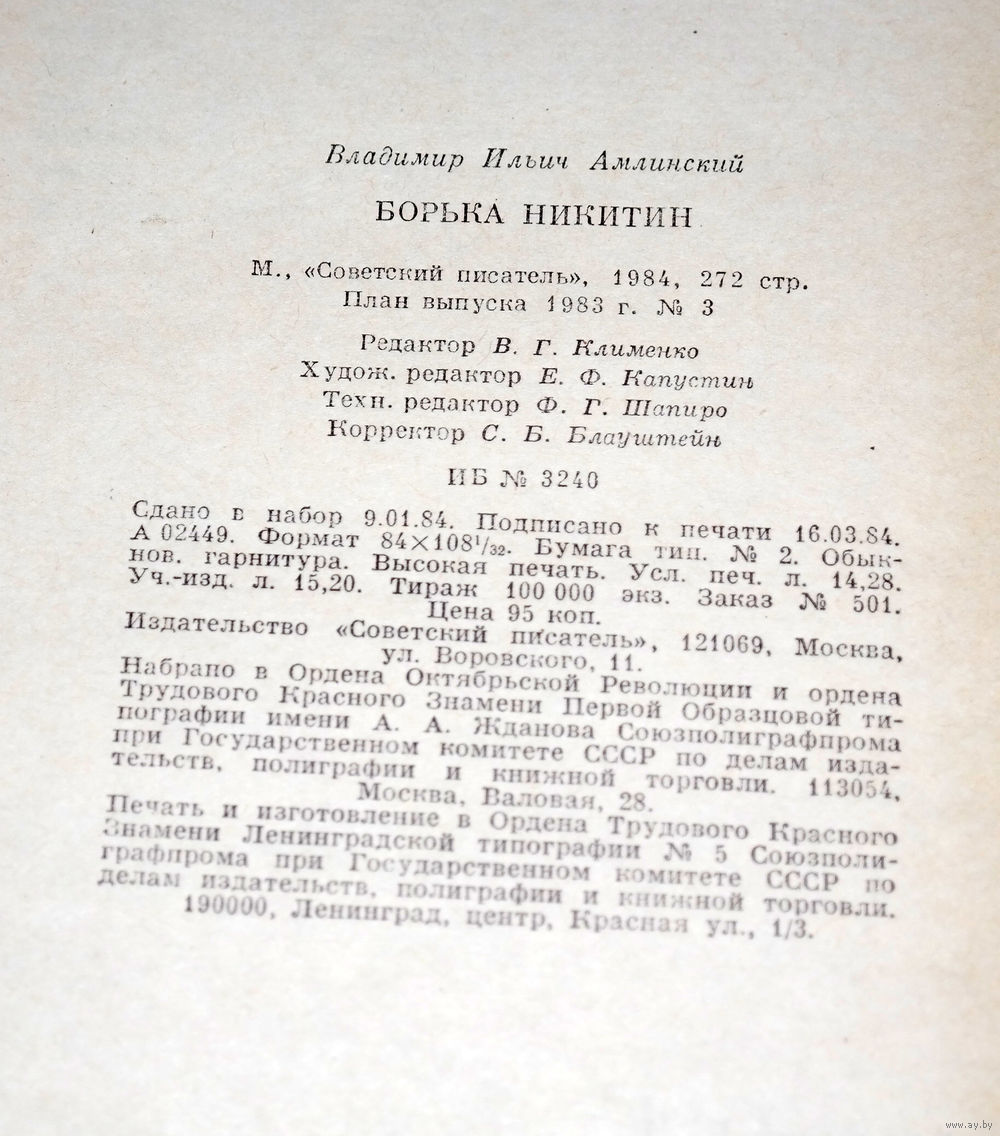 Владимир Ильич Амлинский
БОРЬКА НИКИТИН
М., «Советский писатель», 1984, 272 стр.
План выпуска 1983 г. № 3
Редактор В. Г. Клименко
Худож. редактор Е. Ф. Капустин
Техн. редактор Ф. Г. Шапиро
Корректор С. Б. Блауштейн
ИБ № 3240
Сдано в набор 9.01.84. Подписано к печати 16.03.84.
А 02449. Формат 84×108¹/₃₂. Бумага тип. № 2. Обык-
нов. гарнитура. Высокая печать. Усл. печ. л. 14,28.
Уч.-изд. л. 15,20. Тираж 100 000 экз. Заказ № 501.
Цена 95 коп.
Издательство «Советский писатель», 121069, Москва,
ул. Воровского, 11.
Набрано в Ордена Октябрьской Революции и ордена
Трудового Красного Знамени Первой Образцовой ти-
пографии имени А. А. Жданова Союзполиграфпрома
при Государственном комитете СССР по делам изда-
тельств, полиграфии и книжной торговли. 113054,
Москва, Валовая, 28.
Печать и изготовление в Ордена Трудового Красного
Знамени Ленинградской типографии № 5 Союзполи-
графпрома при Государственном комитете СССР по
делам издательств, полиграфии и книжной торговли.
190000, Ленинград, центр, Красная ул., 1/3.
www.ay.by